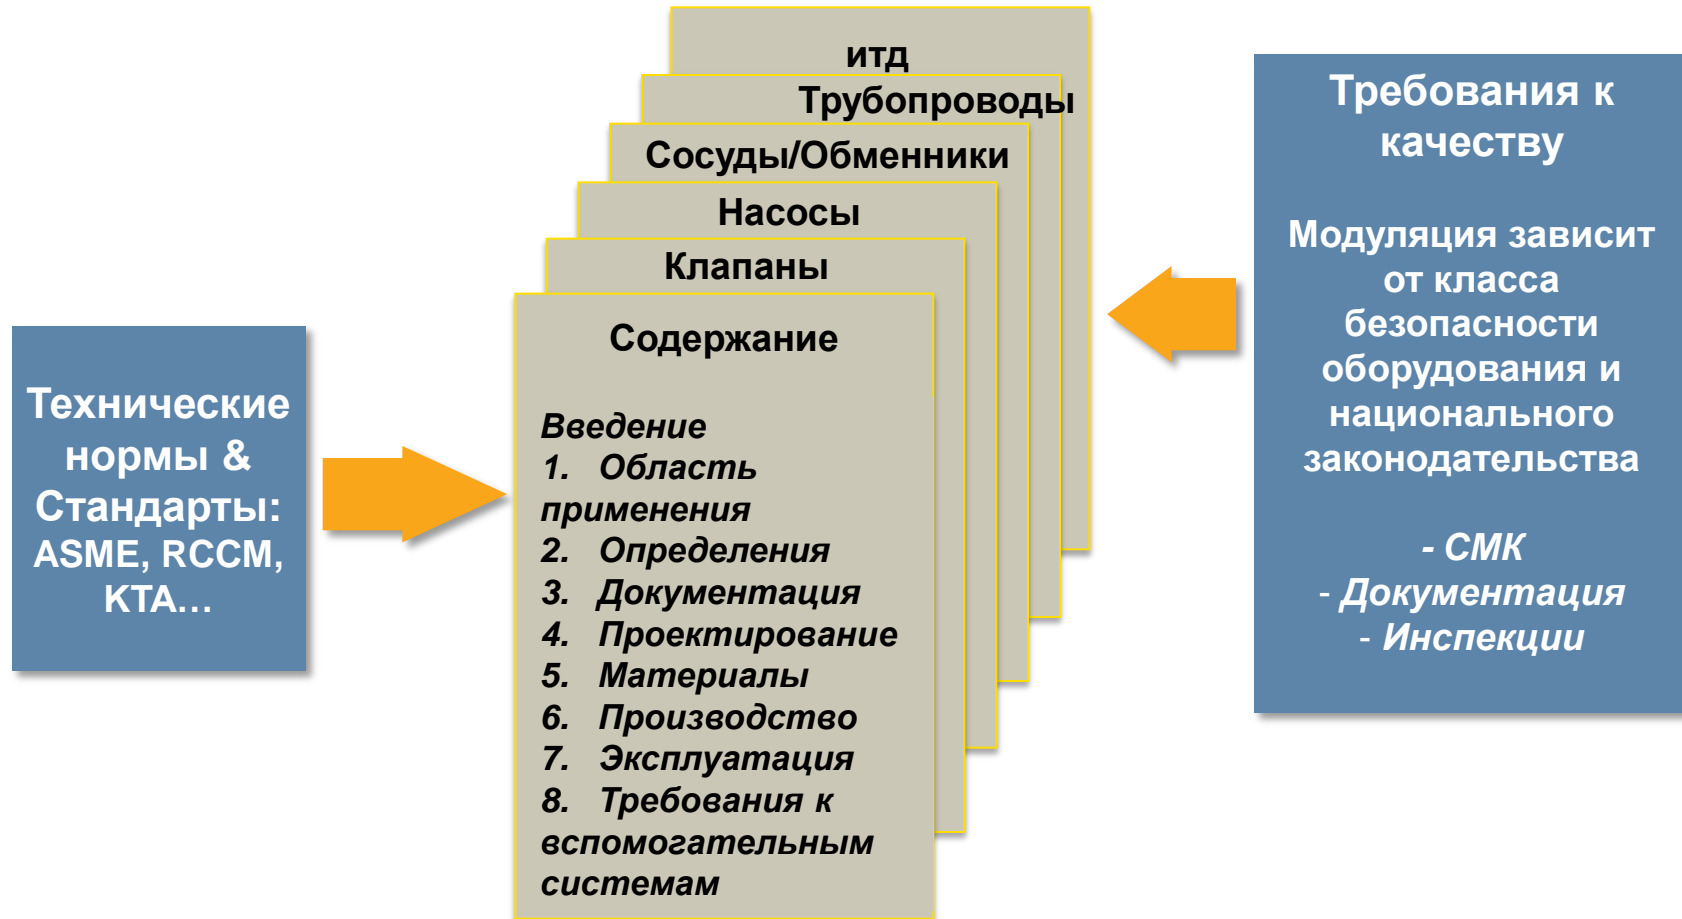 Технические
нормы &
Стандарты:
ASME, RCCM,
KTA...
итд
Трубопроводы
Сосуды/Обменники
Насосы
Клапаны
Содержание
Введение
1. Область
применения
2. Определения
3. Документация
4. Проектирование
5. Материалы
6. Производство
7. Эксплуатация
8. Требования к
вспомогательным
системам
Требования к
качеству
Модуляция зависит
от класса
безопасности
оборудования и
национального
законодательства
- СМК
- Документация
- Инспекции